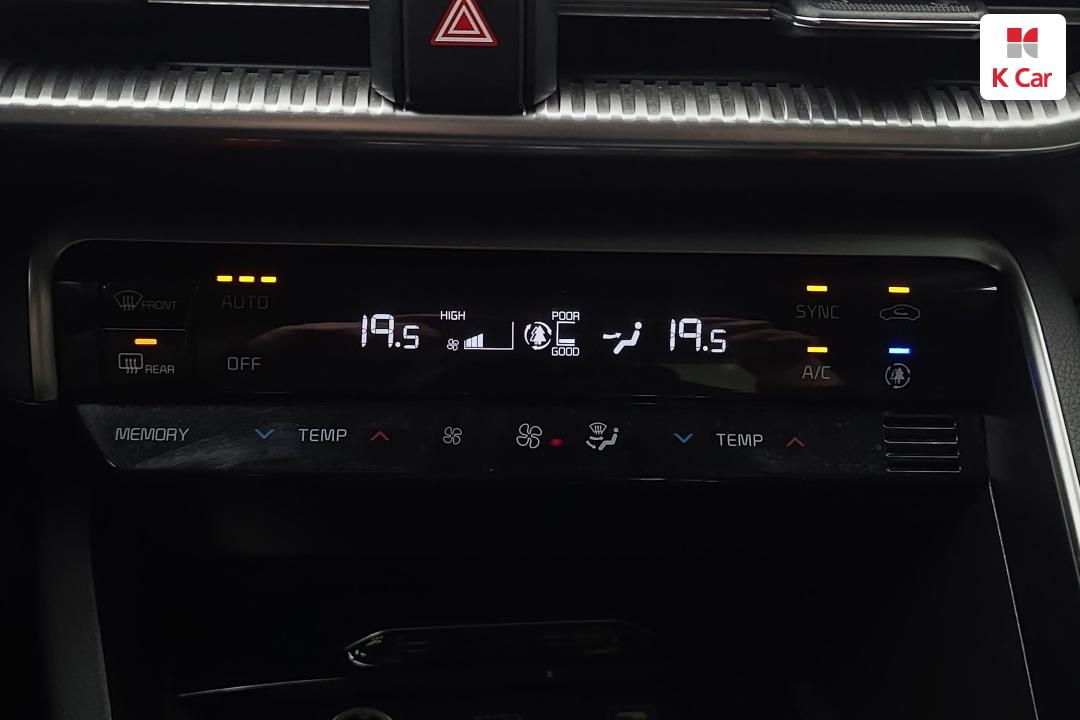 K Car
FRONT
AUTO
REAR
OFF
19.5
HIGH
POOR
GOOD
19.5
SYNC
A/C
MEMORY
TEMP
TEMP